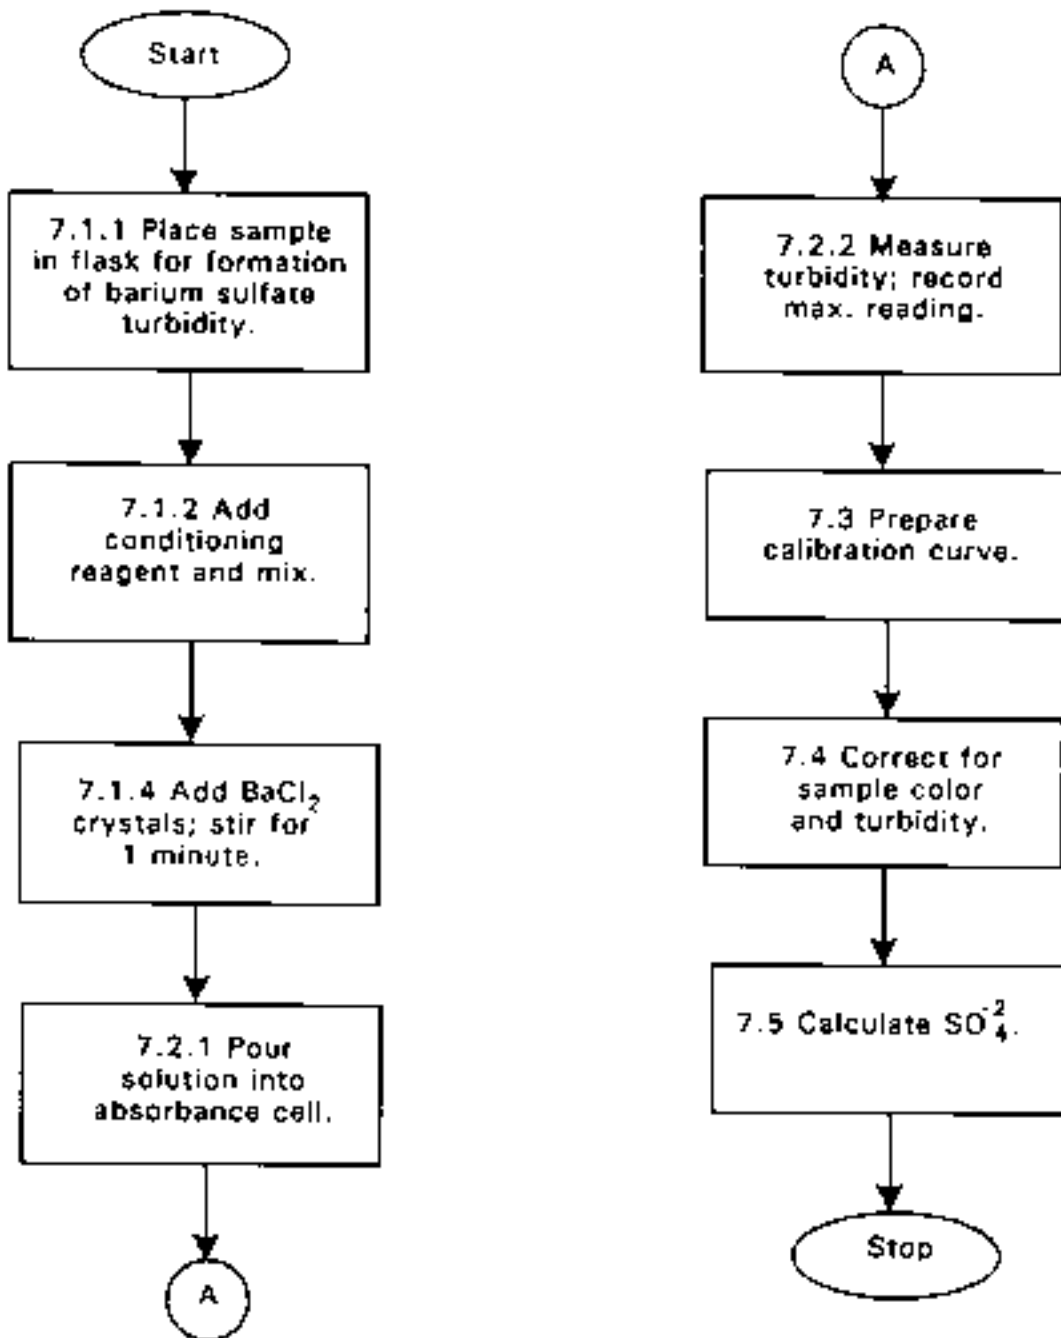 Start
7.1.1 Place sample
in flask for formation
of barium sulfate
turbidity.
7.1.2 Add
conditioning
reagent and mix.
7.1.4 Add BaCl₂
crystals; stir for
1 minute.
7.2.1 Pour
solution into
absorbance cell.
A
A
7.2.2 Measure
turbidity; record
max. reading.
7.3 Prepare
calibration curve.
7.4 Correct for
sample color
and turbidity.
7.5 Calculate SO₄⁻².
Stop